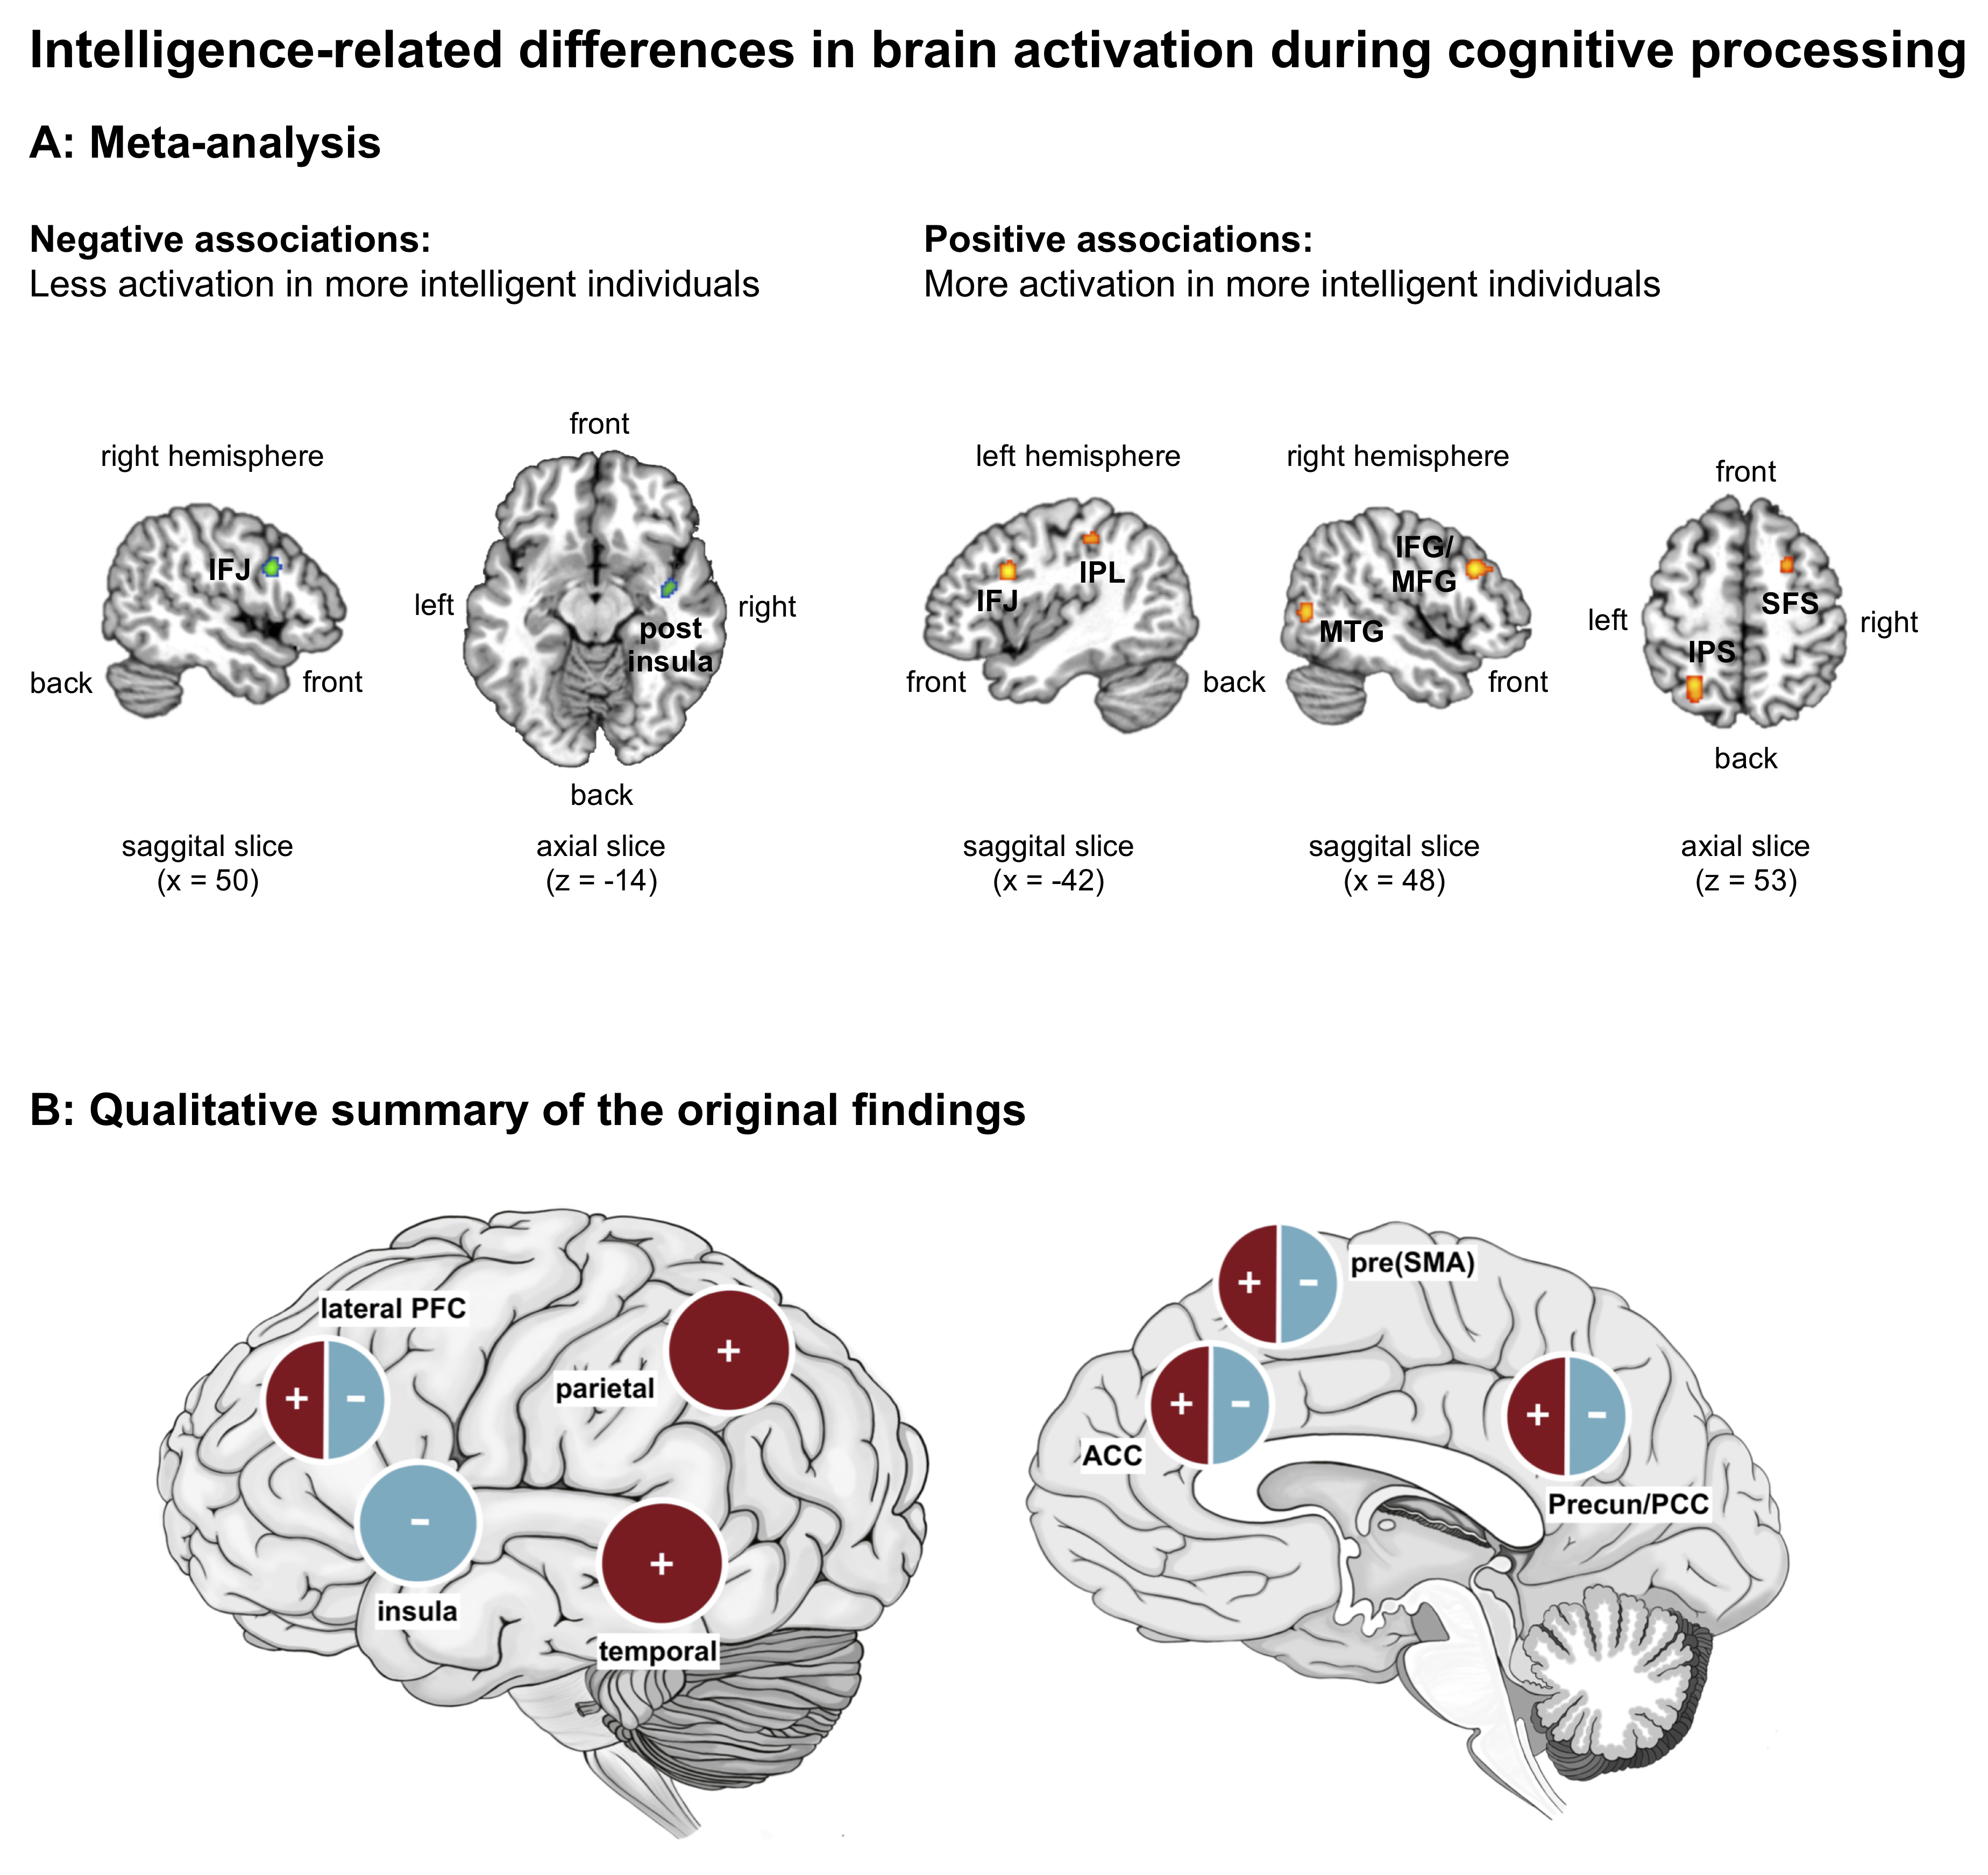 Intelligence-related differences in brain activation during cognitive processing
A: Meta-analysis
Negative associations:
Less activation in more intelligent individuals
right hemisphere
IFJ
back
front
saggital slice
(x = 50)
front
left
right
post
insula
back
axial slice
(z = -14)
Positive associations:
More activation in more intelligent individuals
left hemisphere
IFJ
IPL
front
back
saggital slice
(x = -42)
right hemisphere
IFG/
MFG
MTG
front
saggital slice
(x = 48)
front
SFS
left
right
IPS
back
axial slice
(z = 53)
B: Qualitative summary of the original findings
lateral PFC
+ -
parietal
+
-
insula
+
temporal
+ -
pre(SMA)
+ -
ACC
+ -
Precun/PCC